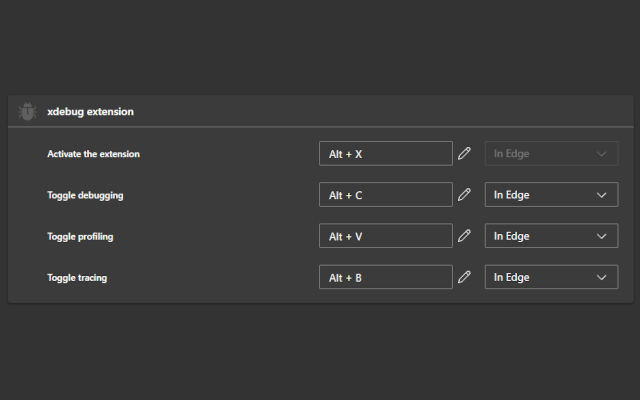 xdebug extension
Activate the extension Alt + X In Edge
Toggle debugging Alt + C In Edge
Toggle profiling Alt + V In Edge
Toggle tracing Alt + B In Edge